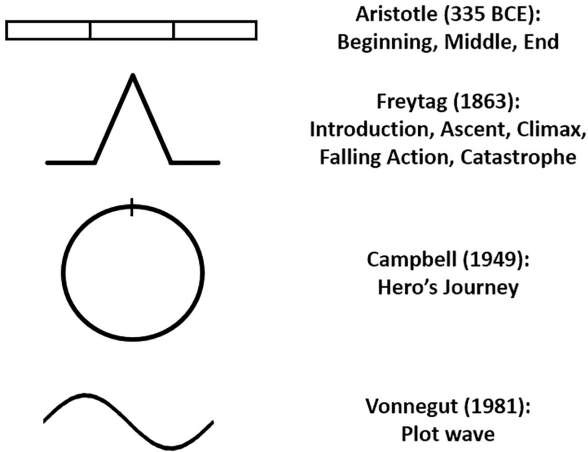 Aristotle (335 BCE):
Beginning, Middle, End
Freytag (1863):
Introduction, Ascent, Climax,
Falling Action, Catastrophe
Campbell (1949):
Hero’s Journey
Vonnegut (1981):
Plot wave